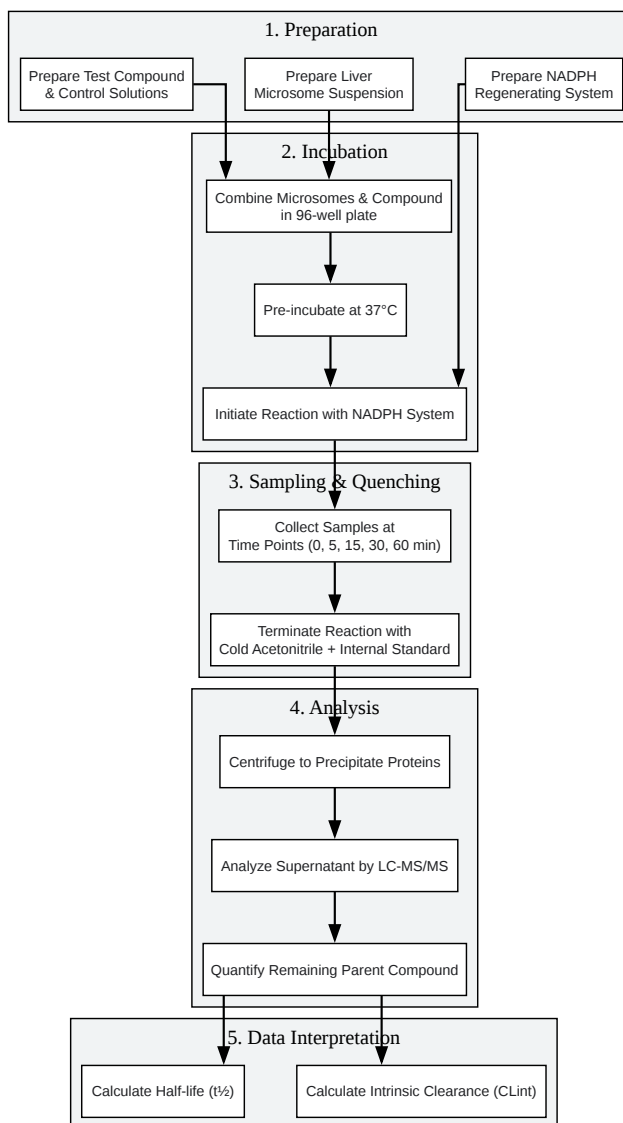 1. Preparation
Prepare Test Compound
& Control Solutions
Prepare Liver
Microsome Suspension
Prepare NADPH
Regenerating System
2. Incubation
Combine Microsomes & Compound
in 96-well plate
Pre-incubate at 37°C
Initiate Reaction with NADPH System
3. Sampling & Quenching
Collect Samples at
Time Points (0, 5, 15, 30, 60 min)
Terminate Reaction with
Cold Acetonitrile + Internal Standard
4. Analysis
Centrifuge to Precipitate Proteins
Analyze Supernatant by LC-MS/MS
Quantify Remaining Parent Compound
5. Data Interpretation
Calculate Half-life (t½)
Calculate Intrinsic Clearance (CLint)